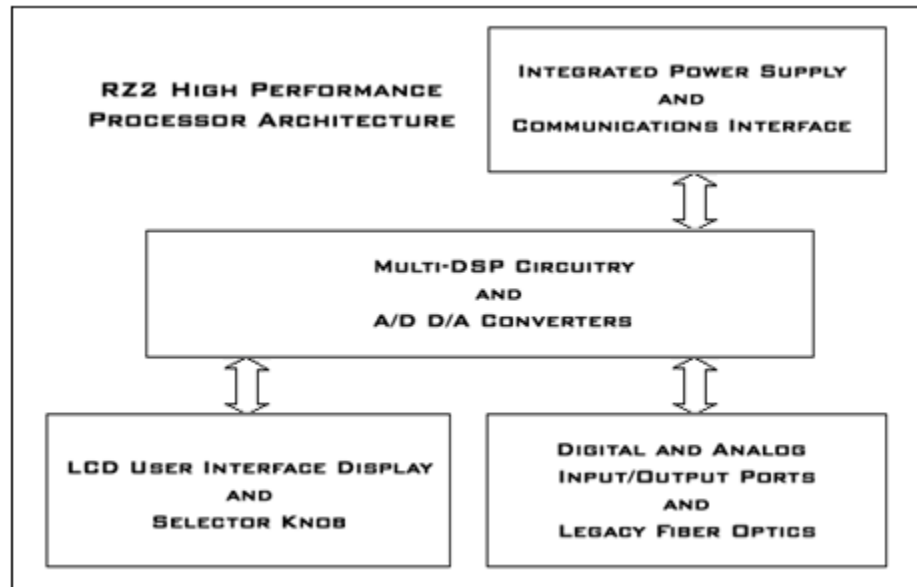 RZ2 High Performance
Processor Architecture
Integrated Power Supply
and
Communications Interface
Multi-DSP Circuitry
and
A/D D/A Converters
LCD User Interface Display
and
Selector Knob
Digital and Analog
Input/Output Ports
and
Legacy Fiber Optics